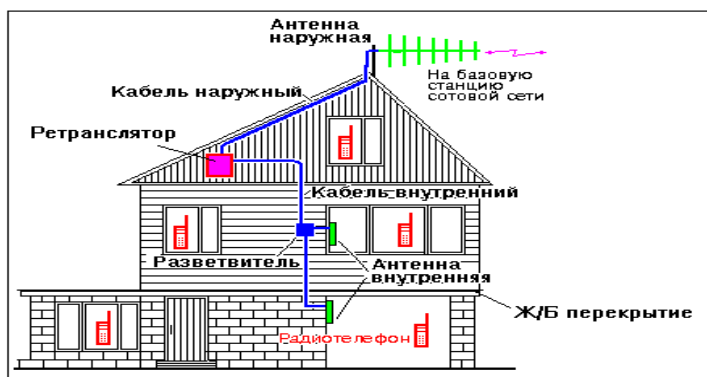 Антенна
наружная
На базовую
станцию
сотовой сети
Кабель наружный
Ретранслятор
Кабель внутренний
Разветвитель
Антенна
внутренняя
Ж/Б перекрытие
Радиотелефон